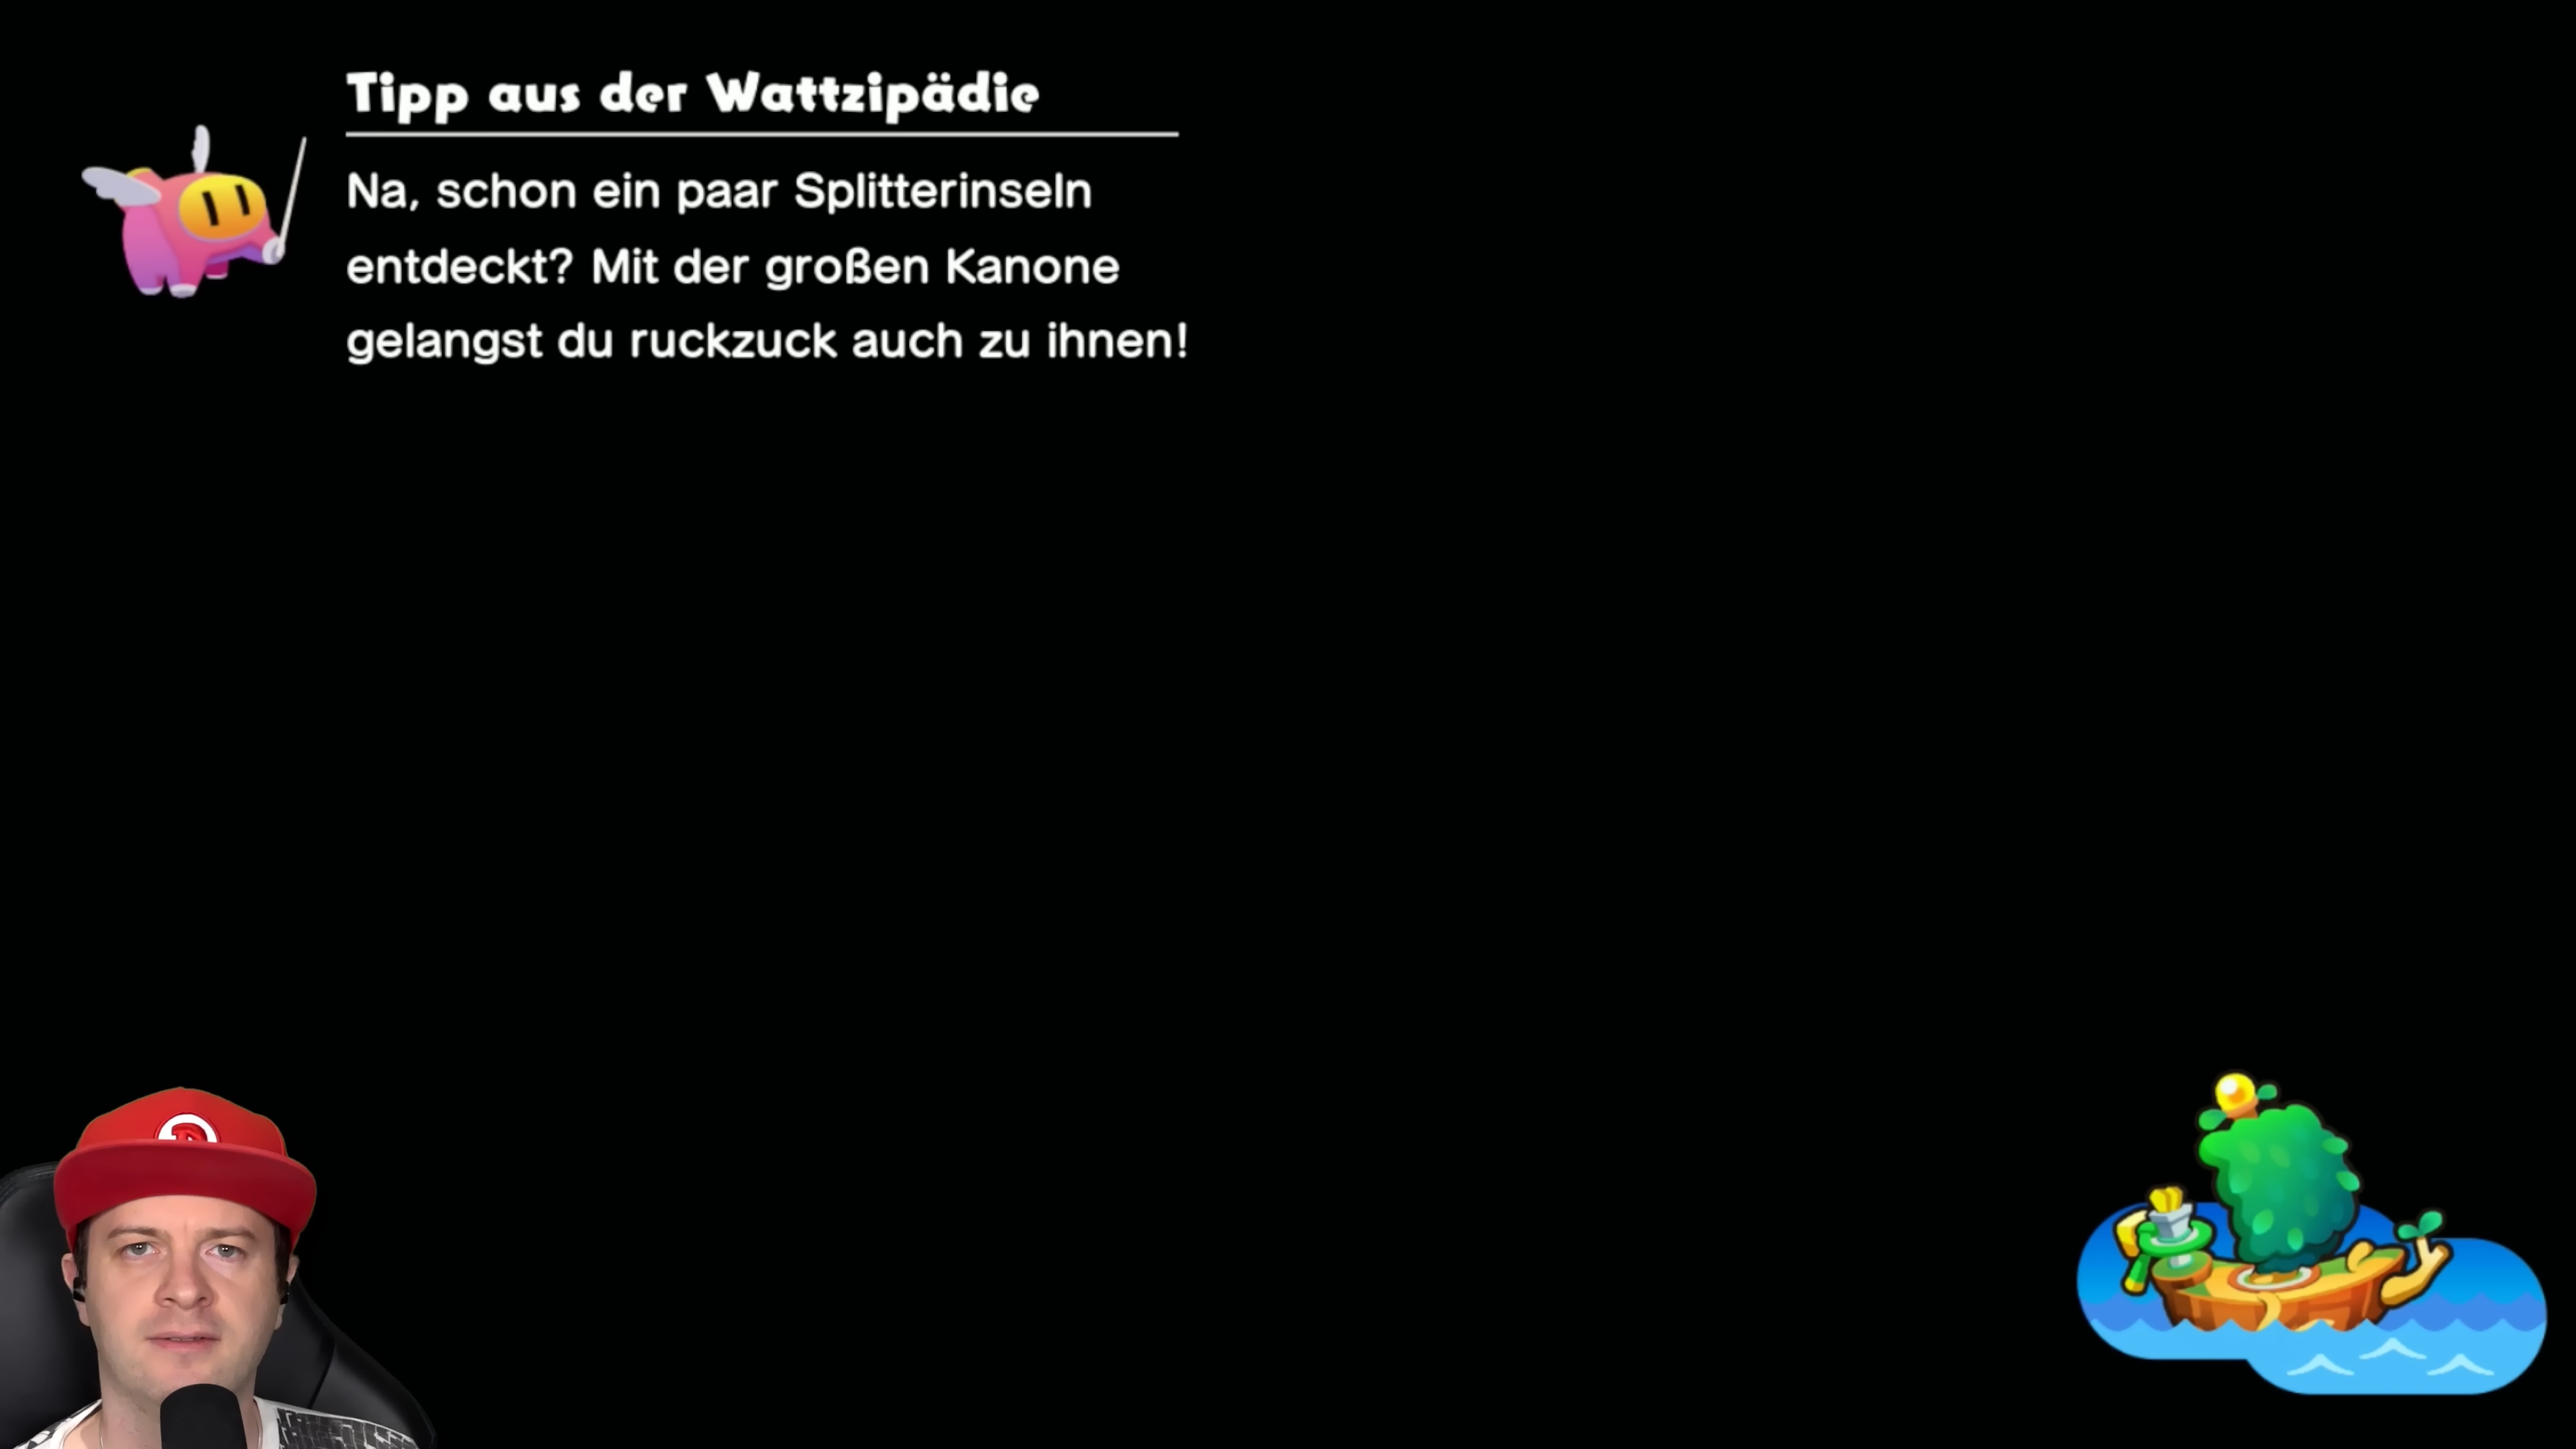 Tipp aus der Wattzipädie
Na, schon ein paar Splitterinseln
entdeckt? Mit der großen Kanone
gelangst du ruckzuck auch zu ihnen!